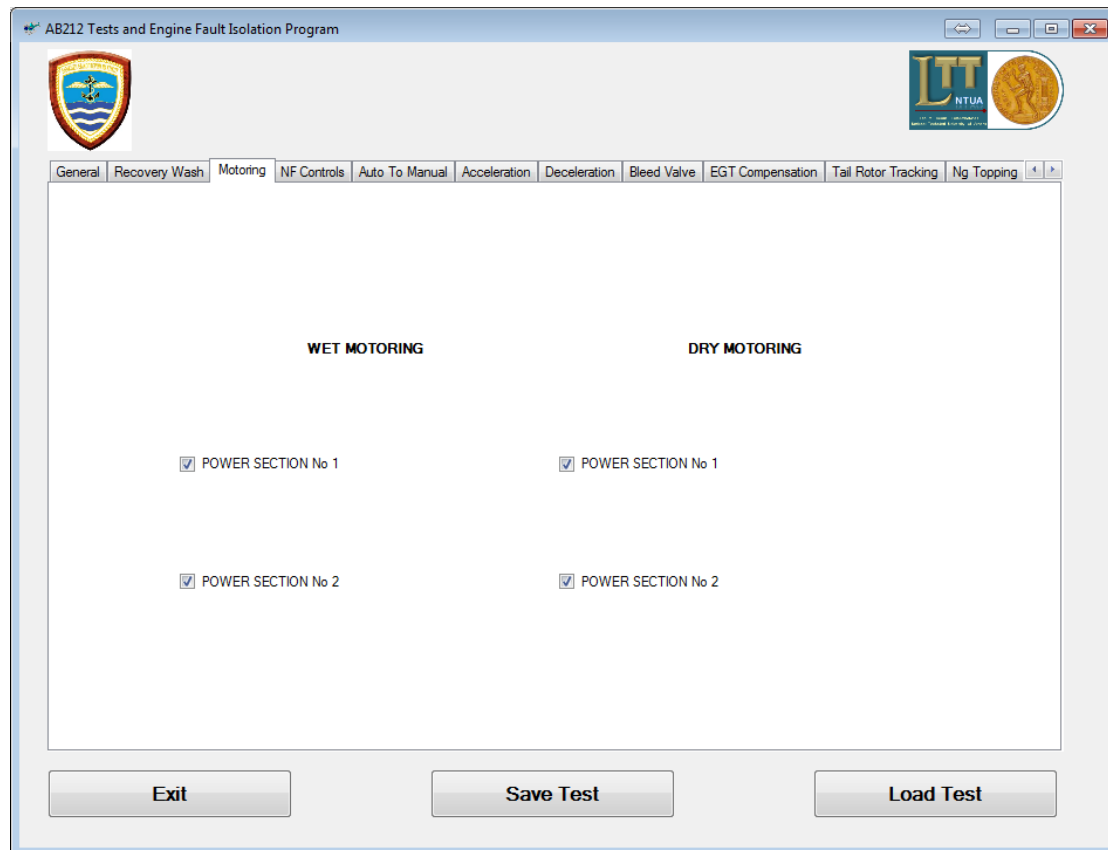 AB212 Tests and Engine Fault Isolation Program
LTT
NTUA
General Recovery Wash Motoring NF Controls Auto To Manual Acceleration Deceleration Bleed Valve EGT Compensation Tail Rotor Tracking Ng Topping
WET MOTORING DRY MOTORING
POWER SECTION No 1 POWER SECTION No 1
POWER SECTION No 2 POWER SECTION No 2
Exit Save Test Load Test